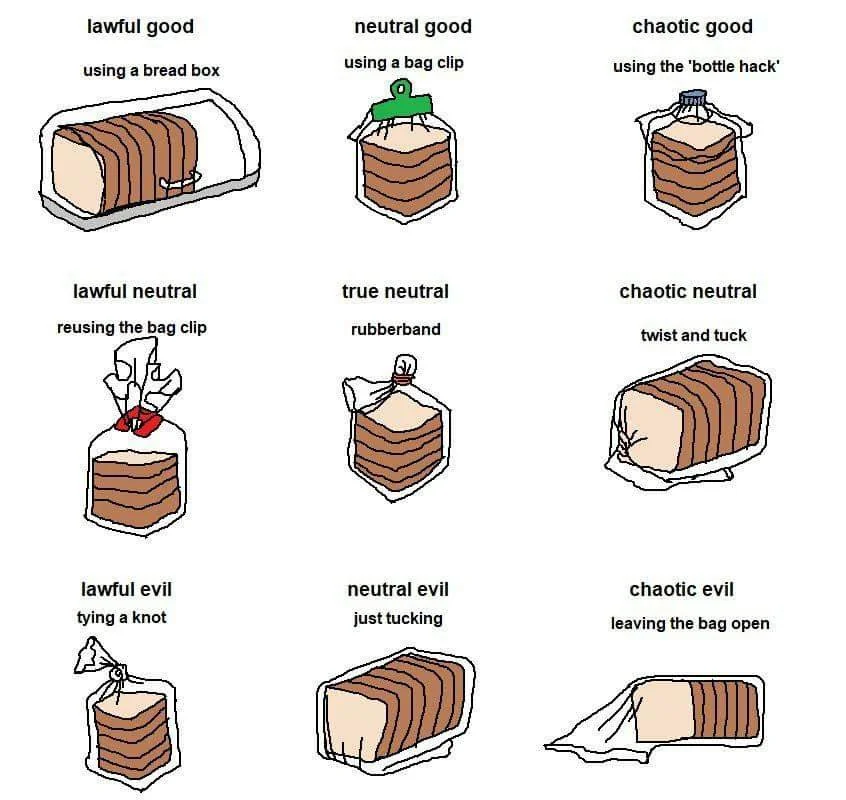 lawful good
neutral good
chaotic good
using a bread box
using a bag clip
using the 'bottle hack'
lawful neutral
true neutral
chaotic neutral
reusing the bag clip
rubberband
twist and tuck
lawful evil
neutral evil
chaotic evil
tying a knot
just tucking
leaving the bag open